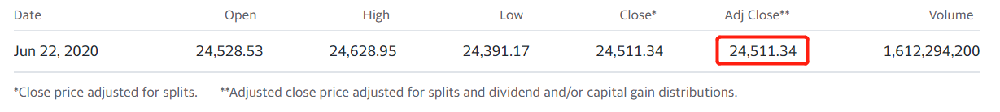 Date Open High Low Close* Adj Close** Volume
Jun 22, 2020 24,528.53 24,628.95 24,391.17 24,511.34 24,511.34 1,612,294,200
*Close price adjusted for splits. **Adjusted close price adjusted for splits and dividend and/or capital gain distributions.